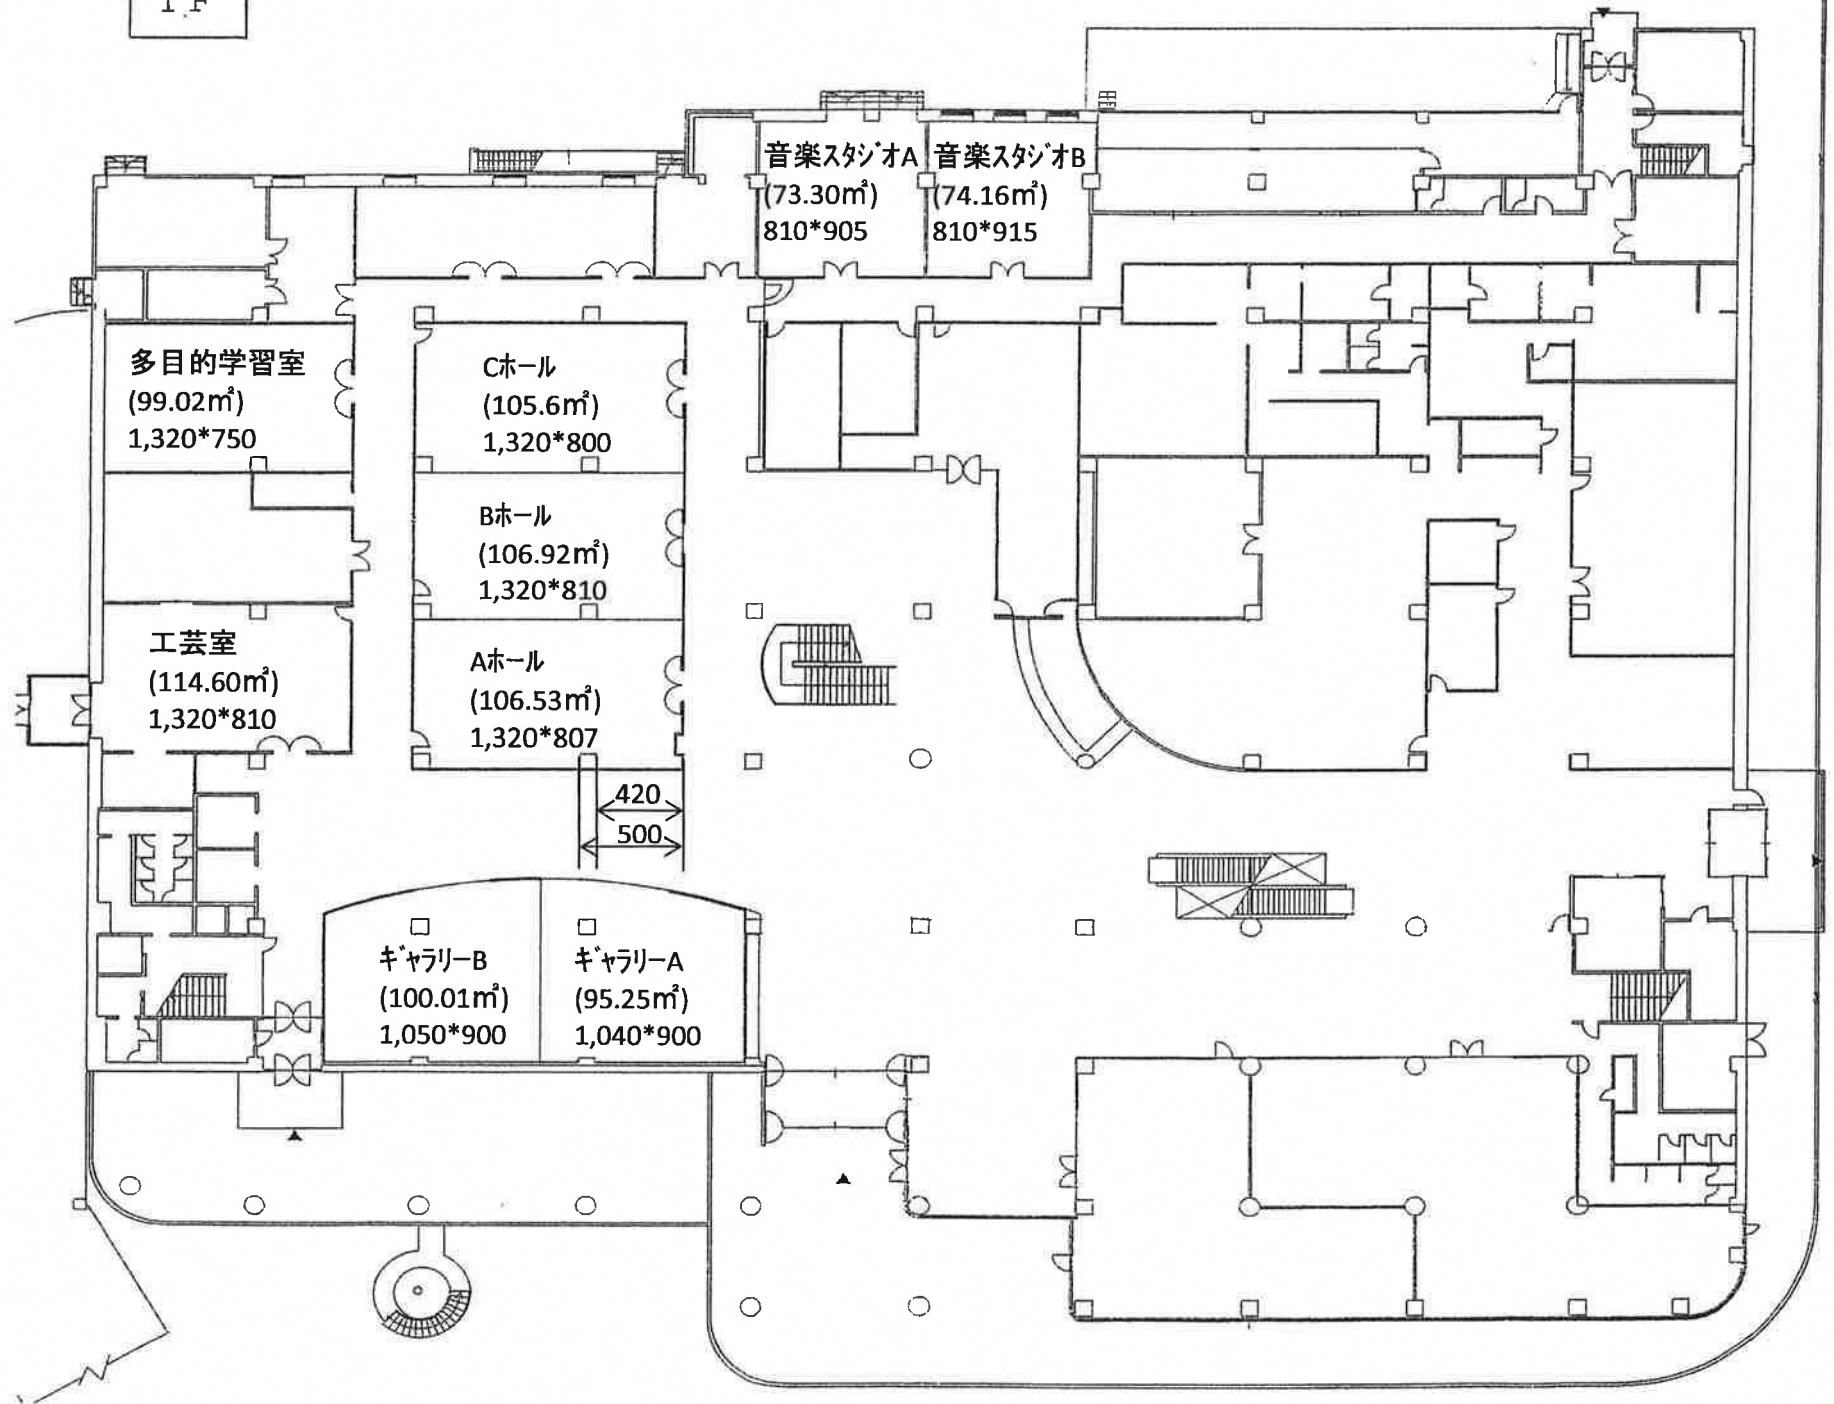 1 F
音楽スタジオA
(73.30㎡)
810*905
音楽スタジオB
(74.16㎡)
810*915
多目的学習室
(99.02㎡)
1,320*750
Cホール
(105.6㎡)
1,320*800
Bホール
(106.92㎡)
1,320*810
工芸室
(114.60㎡)
1,320*810
Aホール
(106.53㎡)
1,320*807
420
500
ギャラリーB
(100.01㎡)
1,050*900
ギャラリーA
(95.25㎡)
1,040*900